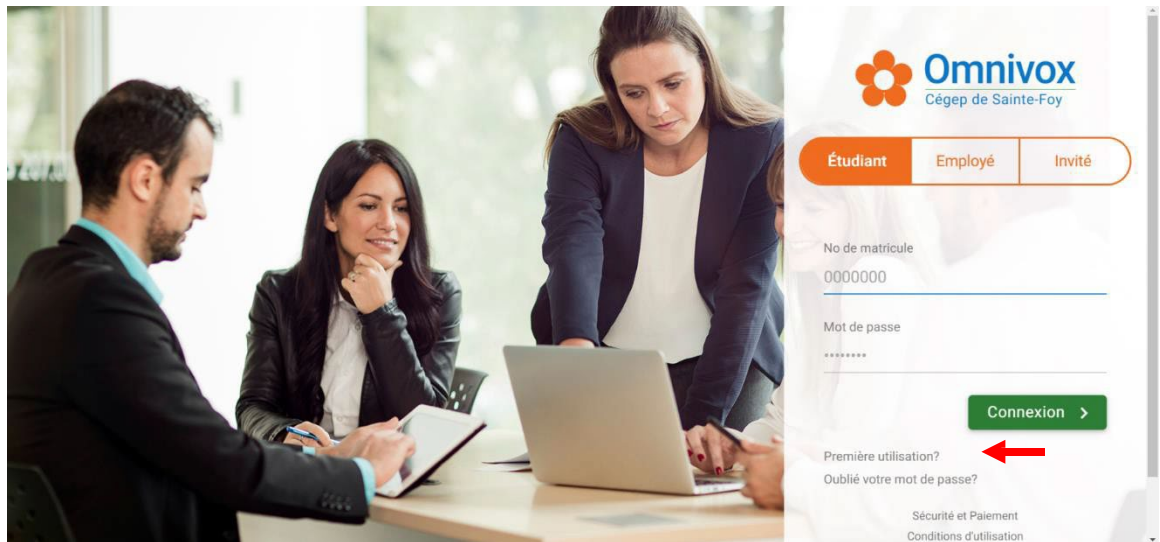 Omnivox
Cégep de Sainte-Foy
Étudiant Employé Invité
No de matricule
0000000
Mot de passe
••••••••
Connexion >
Première utilisation?
Oublié votre mot de passe?
Sécurité et Paiement
Conditions d'utilisation